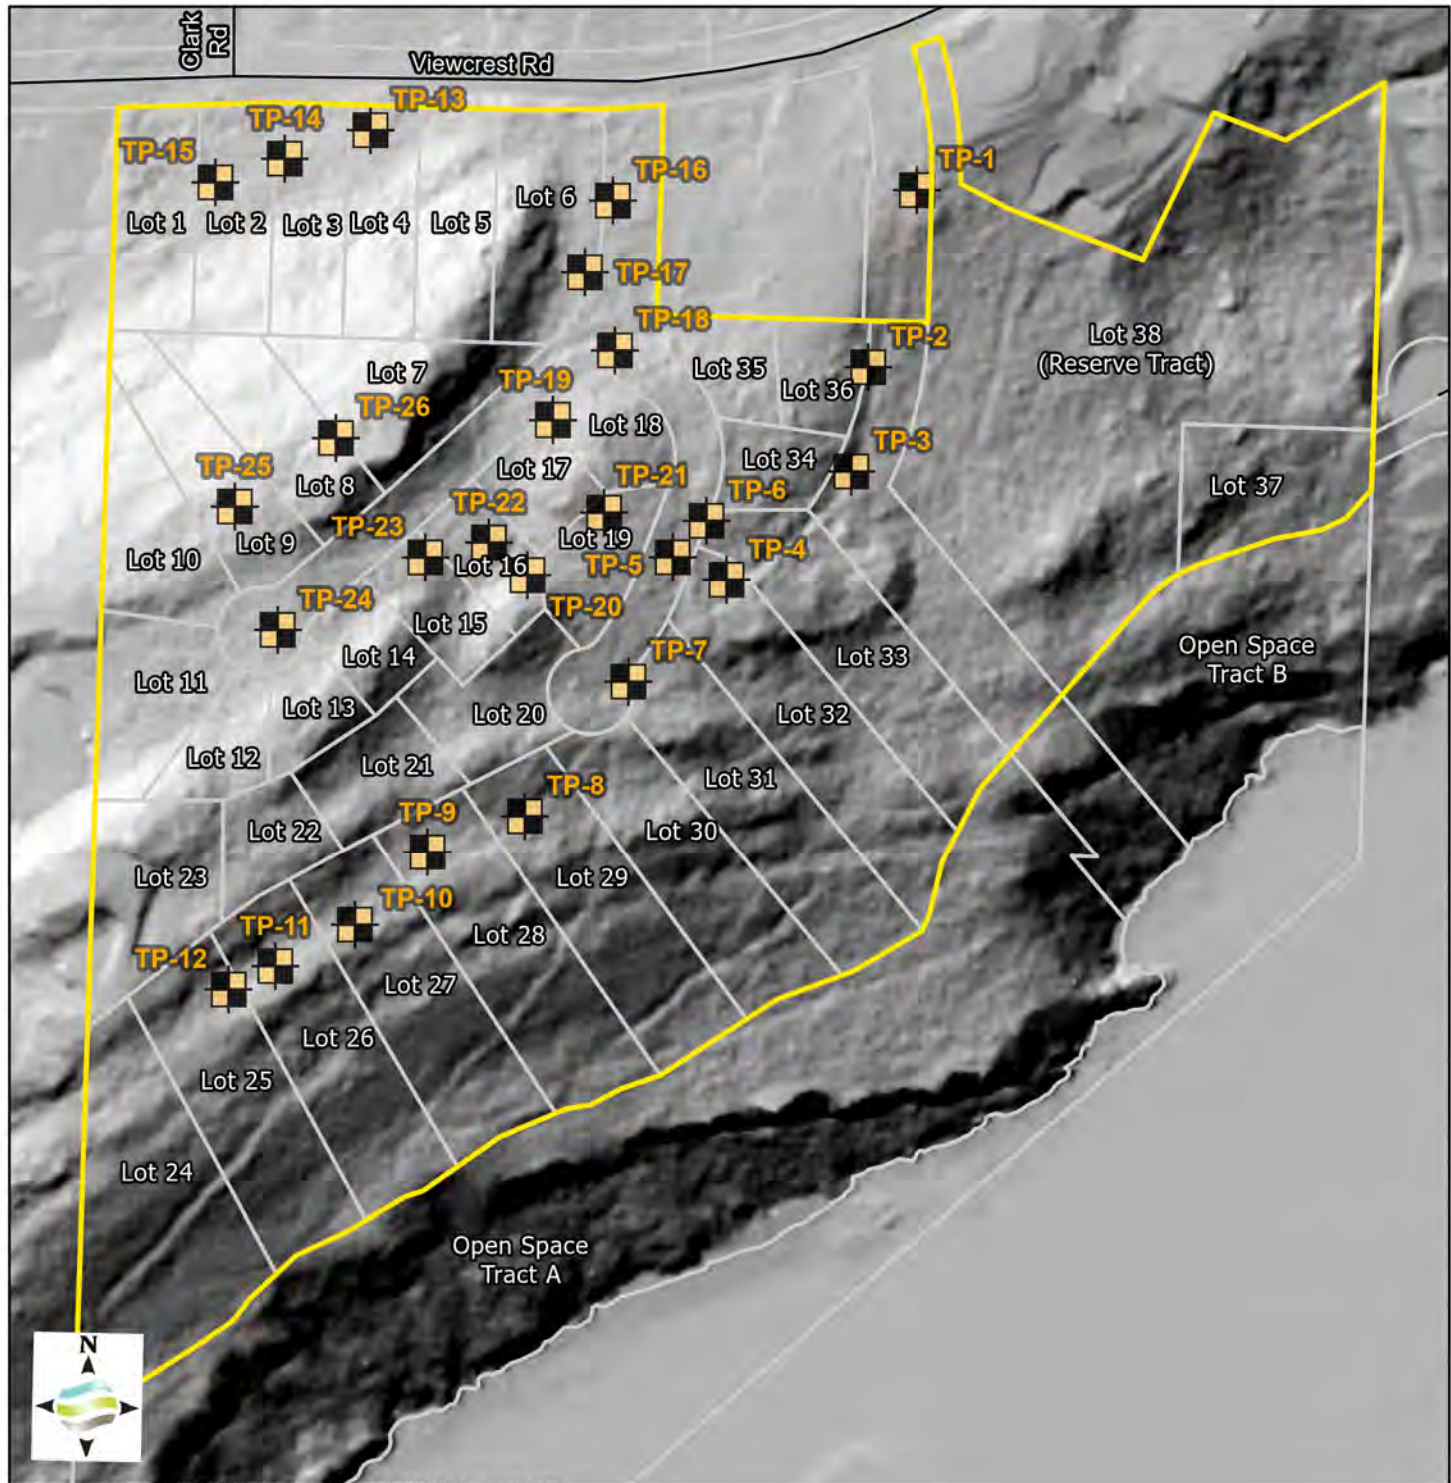 Clark
Rd
Viewcrest Rd
TP-13
TP-14
TP-15
TP-16
TP-1
Lot 6
Lot 1
Lot 2
Lot 3
Lot 4
Lot 5
TP-17
TP-18
TP-2
Lot 38
(Reserve Tract)
Lot 35
Lot 7
TP-19
Lot 36
TP-26
Lot 18
TP-3
Lot 34
TP-25
Lot 17
TP-21
Lot 8
Lot 37
TP-22
TP-6
TP-23
Lot 19
Lot 9
TP-4
Lot 10
Lot 16
TP-5
TP-24
TP-20
Lot 15
Open Space
Tract B
TP-7
Lot 14
Lot 33
Lot 11
Lot 13
Lot 20
Lot 32
Lot 12
Lot 21
Lot 31
TP-8
TP-9
Lot 22
Lot 30
Lot 23
Lot 29
TP-10
TP-11
Lot 28
TP-12
Lot 27
Lot 26
Lot 25
Lot 24
Open Space
Tract A
N